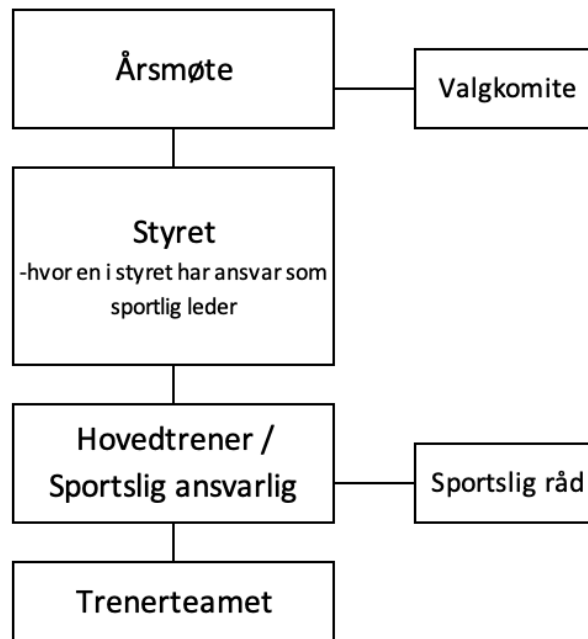 Årsmøte
Valgkomite
Styret
-hvor en i styret har ansvar som
sportlig leder
Hovedtrener /
Sportslig ansvarlig
Sportslig råd
Trenerteamet